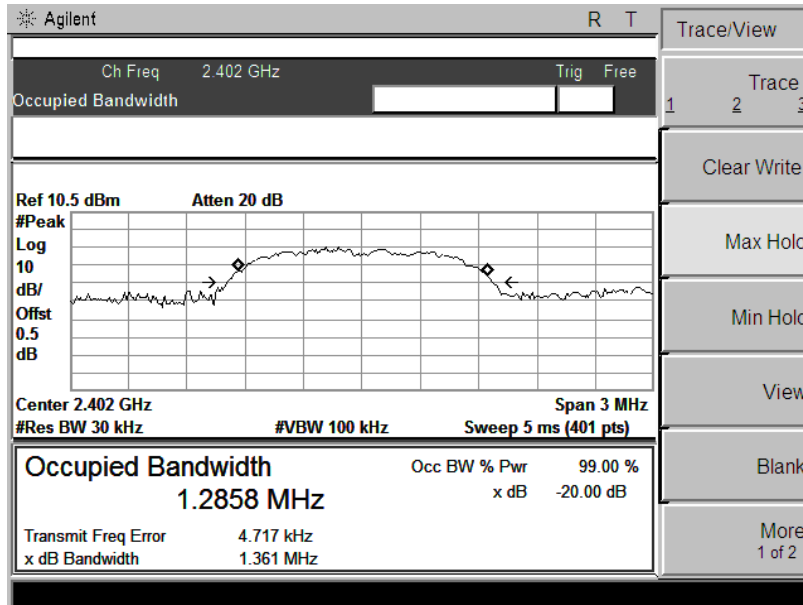 Agilent R T
Trace/View
Ch Freq 2.402 GHz Trig Free
Occupied Bandwidth
Trace
1 2 3
Clear Write
Max Hold
Min Hold
View
Blank
More
1 of 2
Ref 10.5 dBm Atten 20 dB
#Peak
Log
10
dB/
Offst
0.5
dB
Center 2.402 GHz Span 3 MHz
#Res BW 30 kHz #VBW 100 kHz Sweep 5 ms (401 pts)
Occupied Bandwidth Occ BW % Pwr 99.00 %
1.2858 MHz x dB -20.00 dB
Transmit Freq Error 4.717 kHz
x dB Bandwidth 1.361 MHz